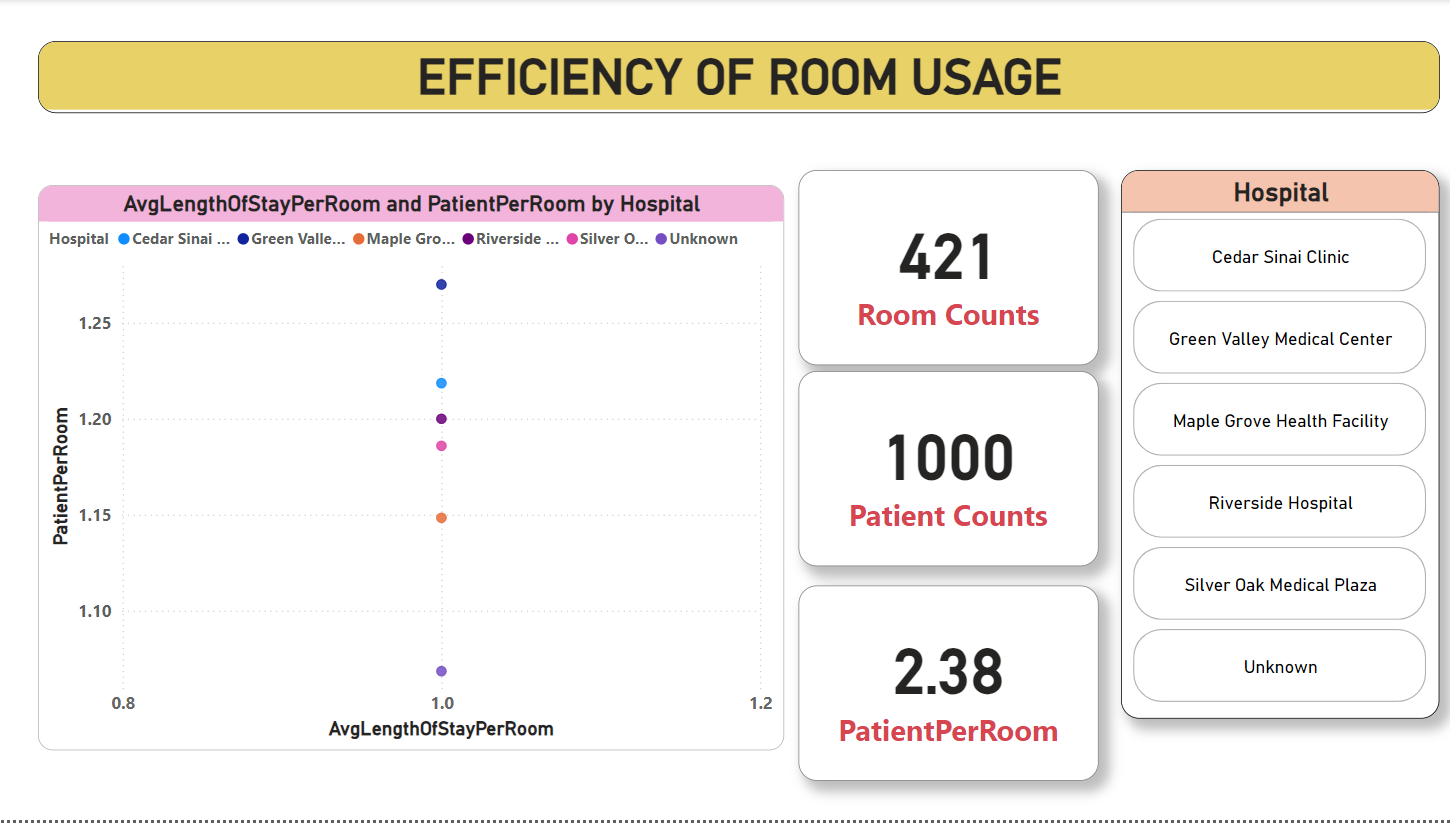 EFFICIENCY OF ROOM USAGE
AvgLengthOfStayPerRoom and PatientPerRoom by Hospital
Hospital Cedar Sinai ... Green Valle... Maple Gro... Riverside ... Silver O... Unknown
1.25
1.20
1.15
1.10
PatientPerRoom
0.8 1.0 1.2
AvgLengthOfStayPerRoom
421
Room Counts
1000
Patient Counts
2.38
PatientPerRoom
Hospital
Cedar Sinai Clinic
Green Valley Medical Center
Maple Grove Health Facility
Riverside Hospital
Silver Oak Medical Plaza
Unknown